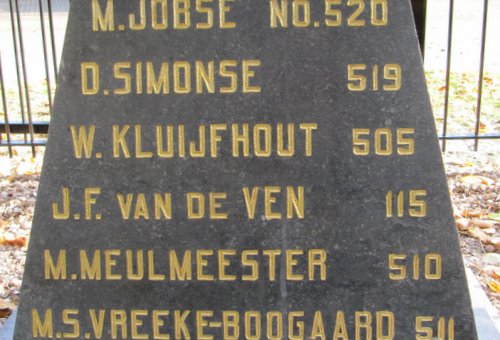 M. JOBSE NO. 520
D. SIMONSE 519
W. KLUIJFHOUT 505
J.F. VAN DE VEN 115
M. MEULMEESTER 510
M.S. VREEKE-BOOGAARD 511